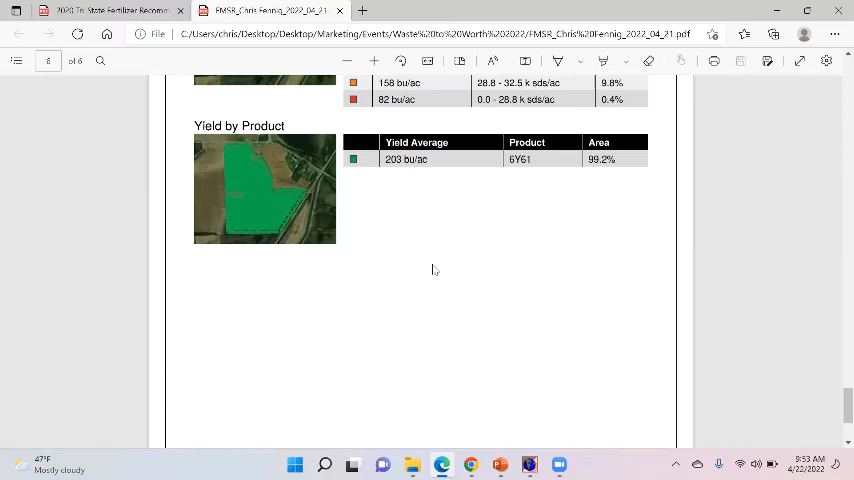 2020 Tri State Fertilizer Recomm
FMSR_Chris Fennig_2022_04_21.
File
C:/Users/chris/Desktop/Desktop/Marketing/Events/Waste%20to%20Worth%202022/FMSR_Chris%20Fennig_2022_04_21.pdf
6 of 6
158 bu/ac 28.8 - 32.5 k sds/ac 9.8%
82 bu/ac 0.0 - 28.8 k sds/ac 0.4%
Yield by Product
Yield Average Product Area
203 bu/ac 6Y61 99.2%
47°F
Mostly cloudy
9:53 AM
4/22/2022